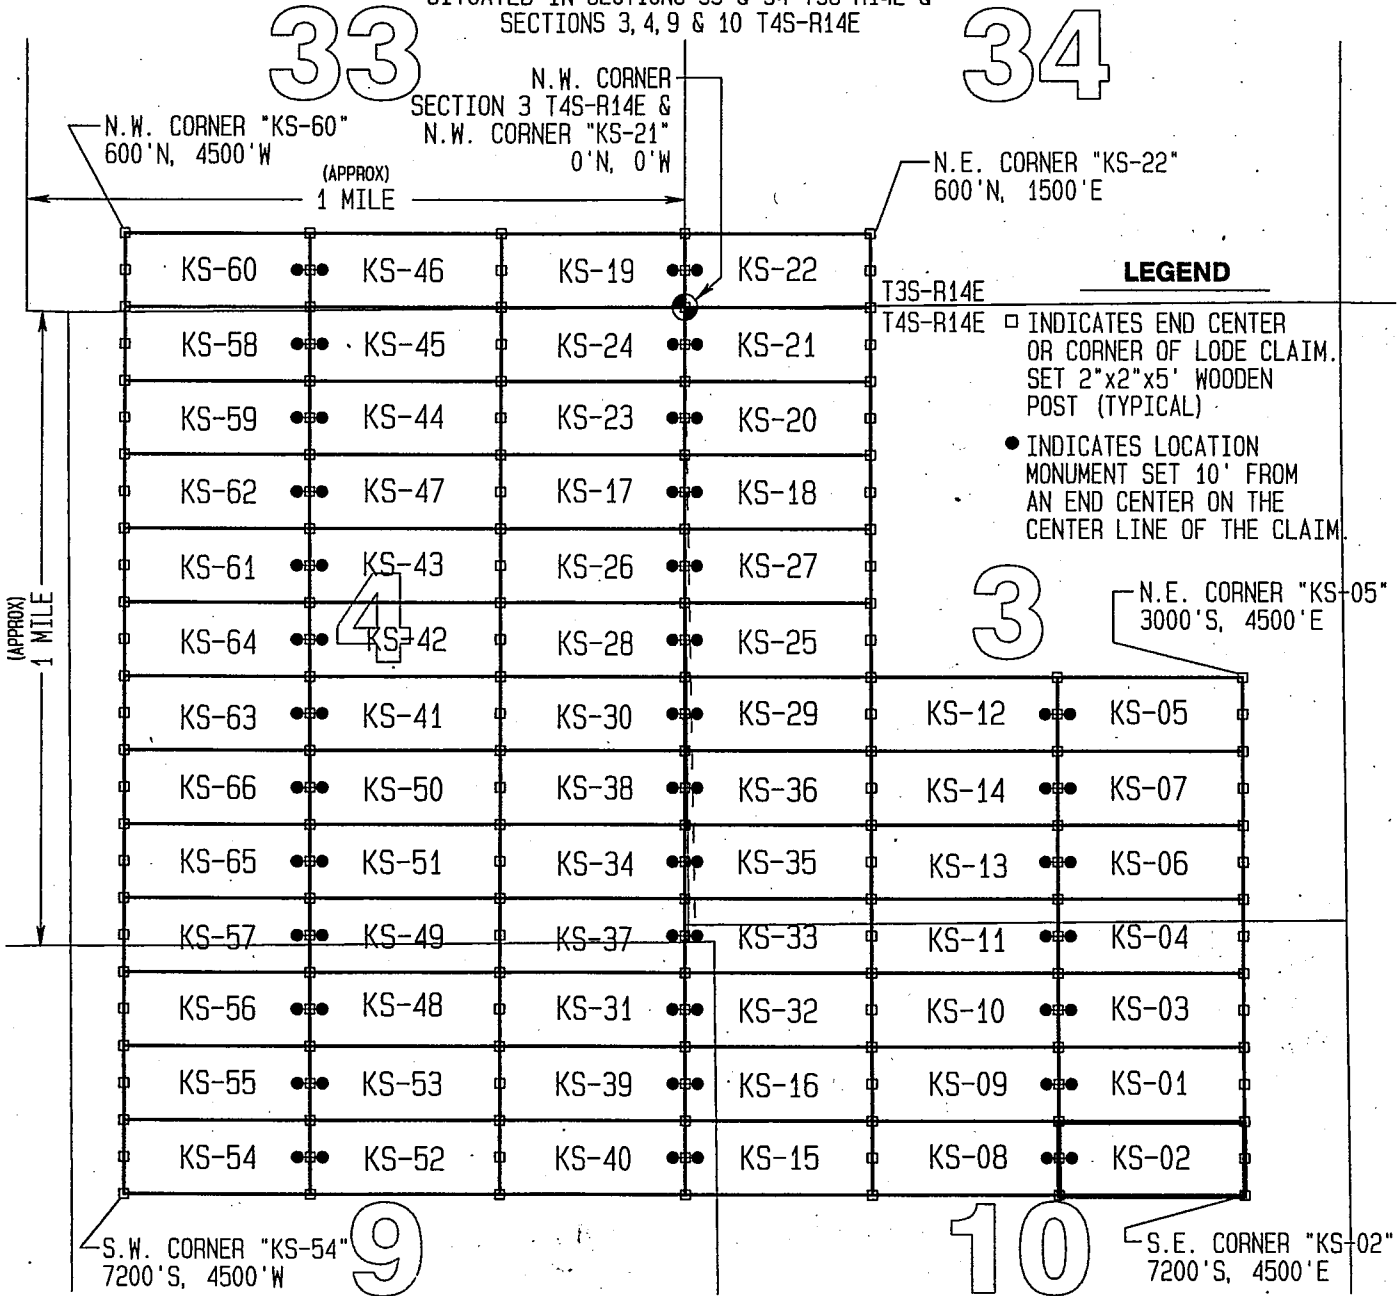 SITUATED IN SECTIONS 33 & 34 T3S-R14E &
SECTIONS 3, 4, 9 & 10 T4S-R14E
33
34
N.W. CORNER
SECTION 3 T4S-R14E &
N.W. CORNER "KS-21"
0'N, 0'W
N.W. CORNER "KS-60"
600'N, 4500'W
(APPROX)
1 MILE
N.E. CORNER "KS-22"
600'N, 1500'E
LEGEND
T3S-R14E
T4S-R14E
INDICATES END CENTER
OR CORNER OF LODE CLAIM.
SET 2"x2"x5' WOODEN
POST (TYPICAL)
INDICATES LOCATION
MONUMENT SET 10' FROM
AN END CENTER ON THE
CENTER LINE OF THE CLAIM.
KS-60 KS-46 KS-19 KS-22
KS-58 KS-45 KS-24 KS-21
KS-59 KS-44 KS-23 KS-20
KS-62 KS-47 KS-17 KS-18
KS-61 KS-43 KS-26 KS-27
4
3
N.E. CORNER "KS-05"
3000'S, 4500'E
(APPROX)
1 MILE
KS-64 KS-42 KS-28 KS-25
KS-63 KS-41 KS-30 KS-29 KS-12 KS-05
KS-66 KS-50 KS-38 KS-36 KS-14 KS-07
KS-65 KS-51 KS-34 KS-35 KS-13 KS-06
KS-57 KS-49 KS-37 KS-33 KS-11 KS-04
KS-56 KS-48 KS-31 KS-32 KS-10 KS-03
KS-55 KS-53 KS-39 KS-16 KS-09 KS-01
KS-54 KS-52 KS-40 KS-15 KS-08 KS-02
S.W. CORNER "KS-54"
7200'S, 4500'W
9
10
S.E. CORNER "KS-02"
7200'S, 4500'E